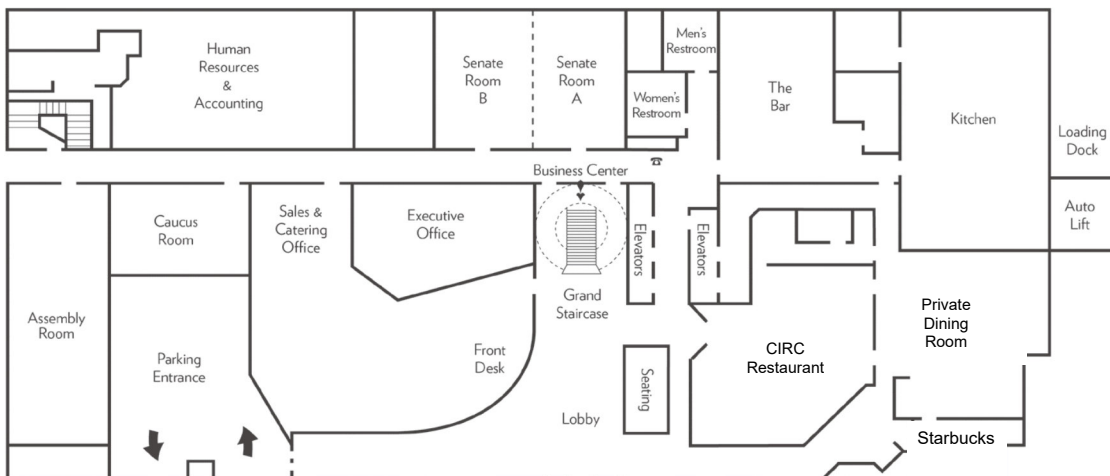 Human
Resources
&
Accounting
Senate
Room
B
Senate
Room
A
Men's
Restroom
Women's
Restroom
The
Bar
Kitchen
Loading
Dock
Auto
Lift
Business Center
Caucus
Room
Sales &
Catering
Office
Executive
Office
Elevators
Elevators
Grand
Staircase
Assembly
Room
Parking
Entrance
Front
Desk
Lobby
Seating
CIRC
Restaurant
Private
Dining
Room
Starbucks